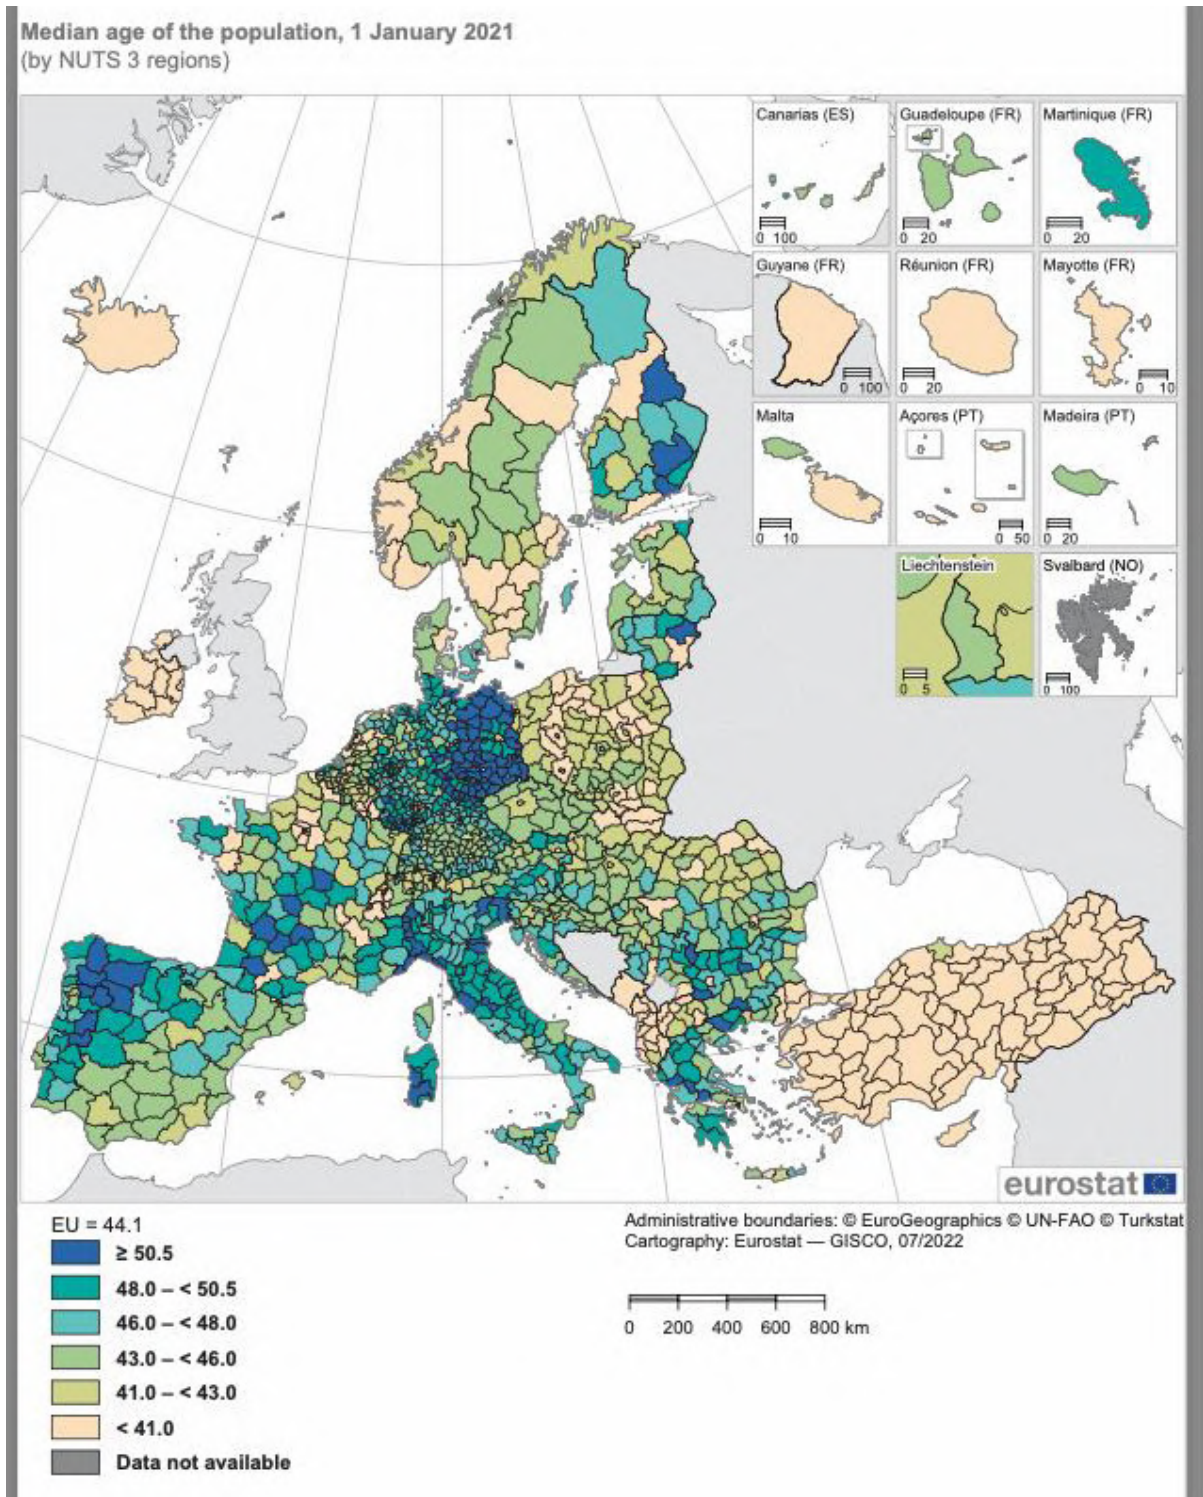 Median age of the population, 1 January 2021
(by NUTS 3 regions)
Canarias (ES)
0 100
Guadeloupe (FR)
0 20
Martinique (FR)
0 20
Guyane (FR)
0 100
Réunion (FR)
0 20
Mayotte (FR)
0 10
Malta
0 10
Açores (PT)
0 50
Madeira (PT)
0 20
Liechtenstein
0 5
Svalbard (NO)
0 100
eurostat
EU = 44.1
≥ 50.5
48.0 – < 50.5
46.0 – < 48.0
43.0 – < 46.0
41.0 – < 43.0
< 41.0
Data not available
Administrative boundaries: © EuroGeographics © UN-FAO © Turkstat
Cartography: Eurostat — GISCO, 07/2022
0 200 400 600 800 km